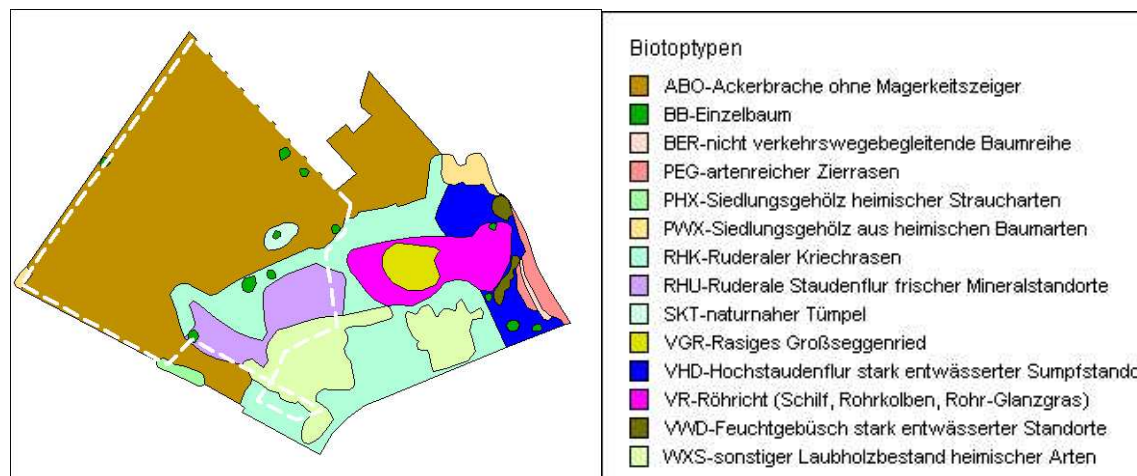 Biotoptypen
ABO-Ackerbrache ohne Magerkeitszeiger
BB-Einzelbaum
BER-nicht verkehrswegebegleitende Baumreihe
PEG-artenreicher Zierrasen
PHX-Siedlungsgehölz heimischer Straucharten
PWX-Siedlungsgehölz aus heimischen Baumarten
RHK-Ruderaler Kriechrasen
RHU-Ruderale Staudenflur frischer Mineralstandorte
SKT-naturnaher Tümpel
VGR-Rasiges Großseggenried
VHD-Hochstaudenflur stark entwässerter Sumpfstando
VR-Röhricht (Schilf, Rohrkolben, Rohr-Glanzgras)
VWD-Feuchtgebüsch stark entwässerter Standorte
WXS-sonstiger Laubholzbestand heimischer Arten